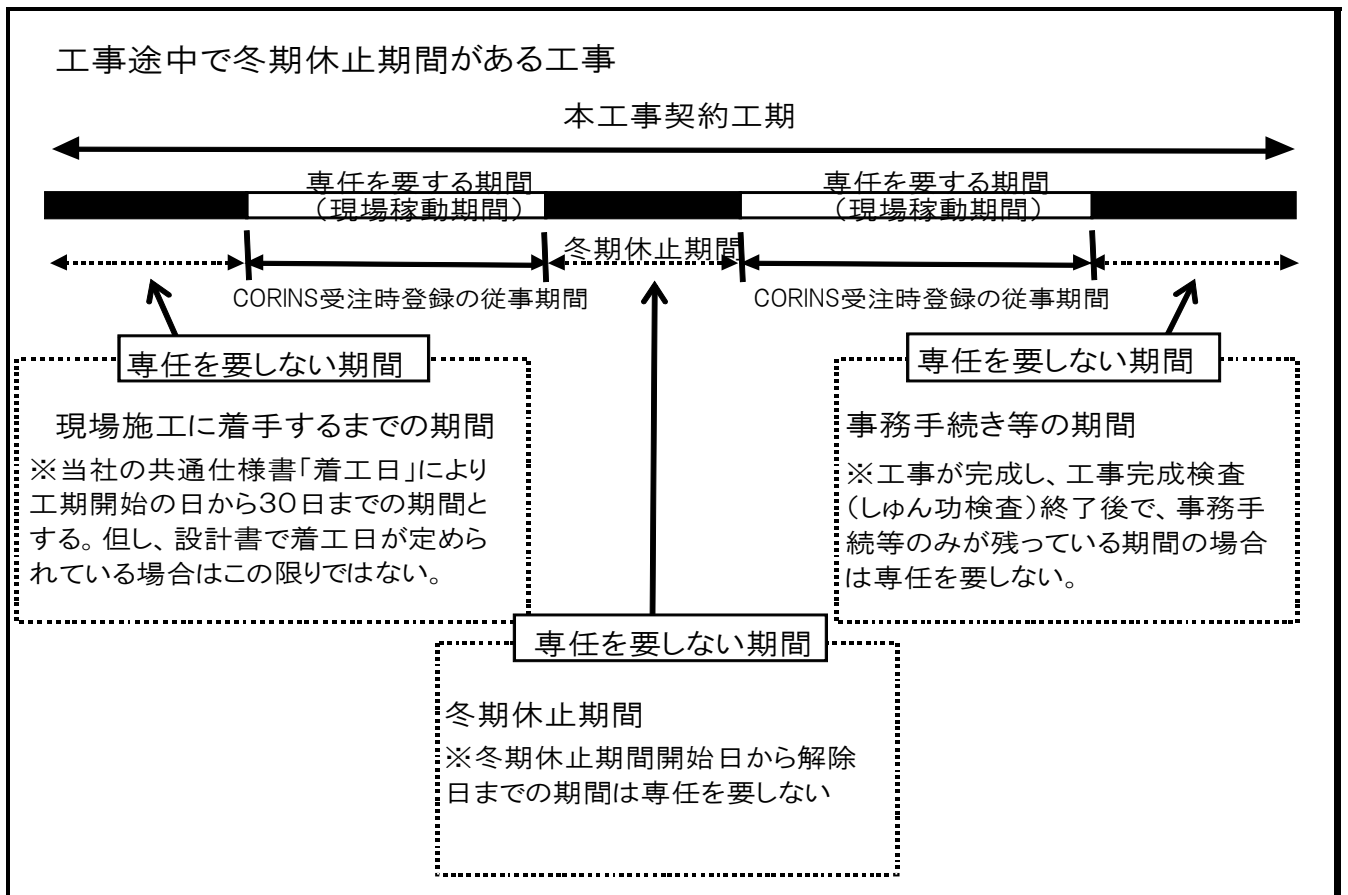 工事途中で冬期休止期間がある工事
本工事契約工期
専任を要する期間
(現場稼動期間)
専任を要する期間
(現場稼動期間)
冬期休止期間
CORINS受注時登録の従事期間
CORINS受注時登録の従事期間
専任を要しない期間
現場施工に着手するまでの期間
※当社の共通仕様書「着工日」により
工期開始の日から30日までの期間と
する。但し、設計書で着工日が定めら
れている場合はこの限りではない。
専任を要しない期間
事務手続き等の期間
※工事が完成し、工事完成検査
(しゅん功検査)終了後で、事務手
続等のみが残っている期間の場合
は専任を要しない。
専任を要しない期間
冬期休止期間
※冬期休止期間開始日から解除
日までの期間は専任を要しない